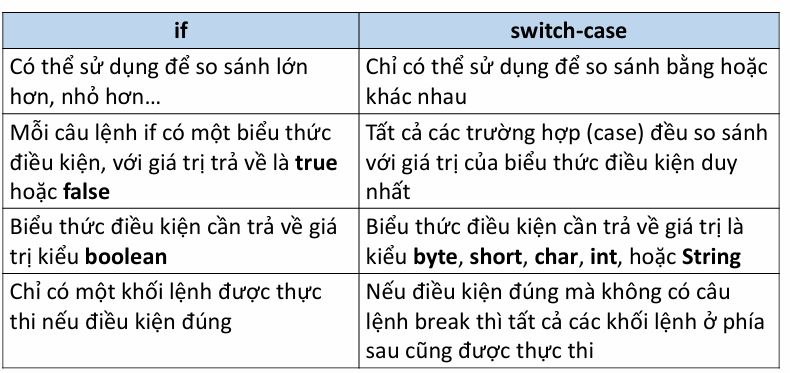 if
switch-case
Có thể sử dụng để so sánh lớn
hơn, nhỏ hơn...
Chỉ có thể sử dụng để so sánh bằng hoặc
khác nhau
Mỗi câu lệnh if có một biểu thức
điều kiện, với giá trị trả về là true
hoặc false
Tất cả các trường hợp (case) đều so sánh
với giá trị của biểu thức điều kiện duy
nhất
Biểu thức điều kiện cần trả về giá
trị kiểu boolean
Biểu thức điều kiện cần trả về giá trị là
kiểu byte, short, char, int, hoặc String
Chỉ có một khối lệnh được thực
thi nếu điều kiện đúng
Nếu điều kiện đúng mà không có câu
lệnh break thì tất cả các khối lệnh ở phía
sau cũng được thực thi